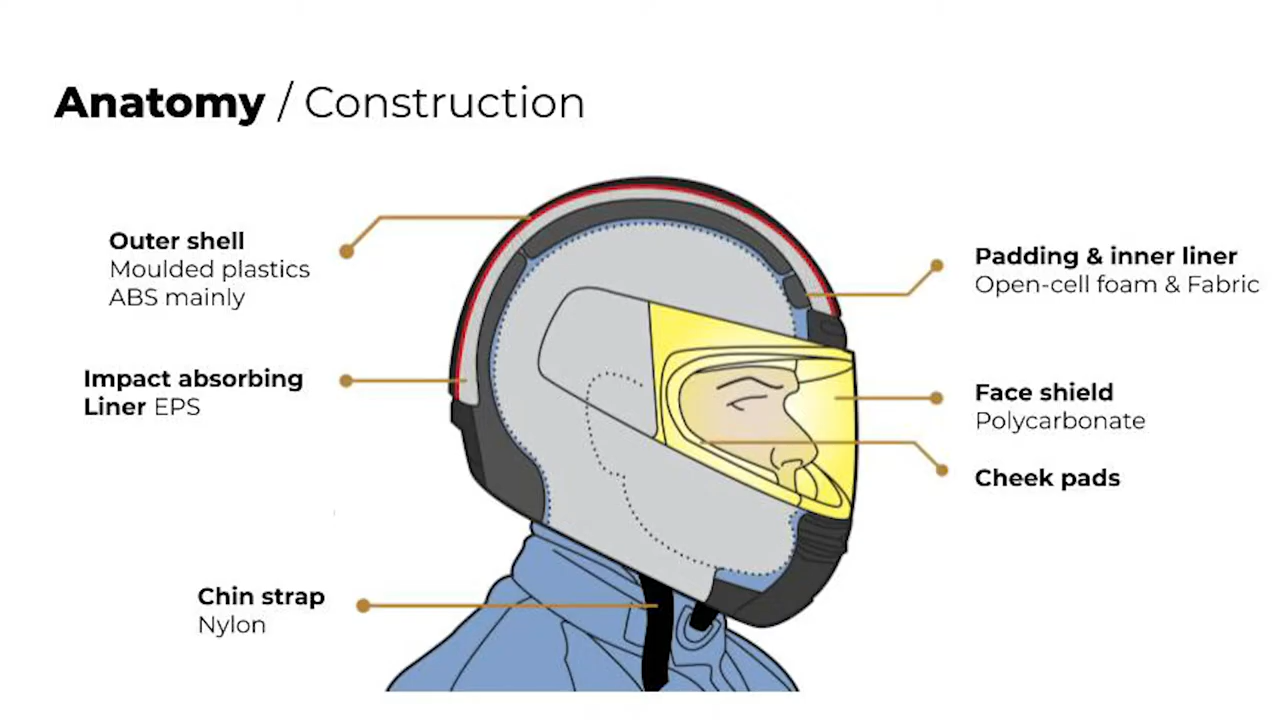 Anatomy / Construction
Outer shell
Moulded plastics
ABS mainly
Impact absorbing
Liner EPS
Chin strap
Nylon
Padding & inner liner
Open-cell foam & Fabric
Face shield
Polycarbonate
Cheek pads